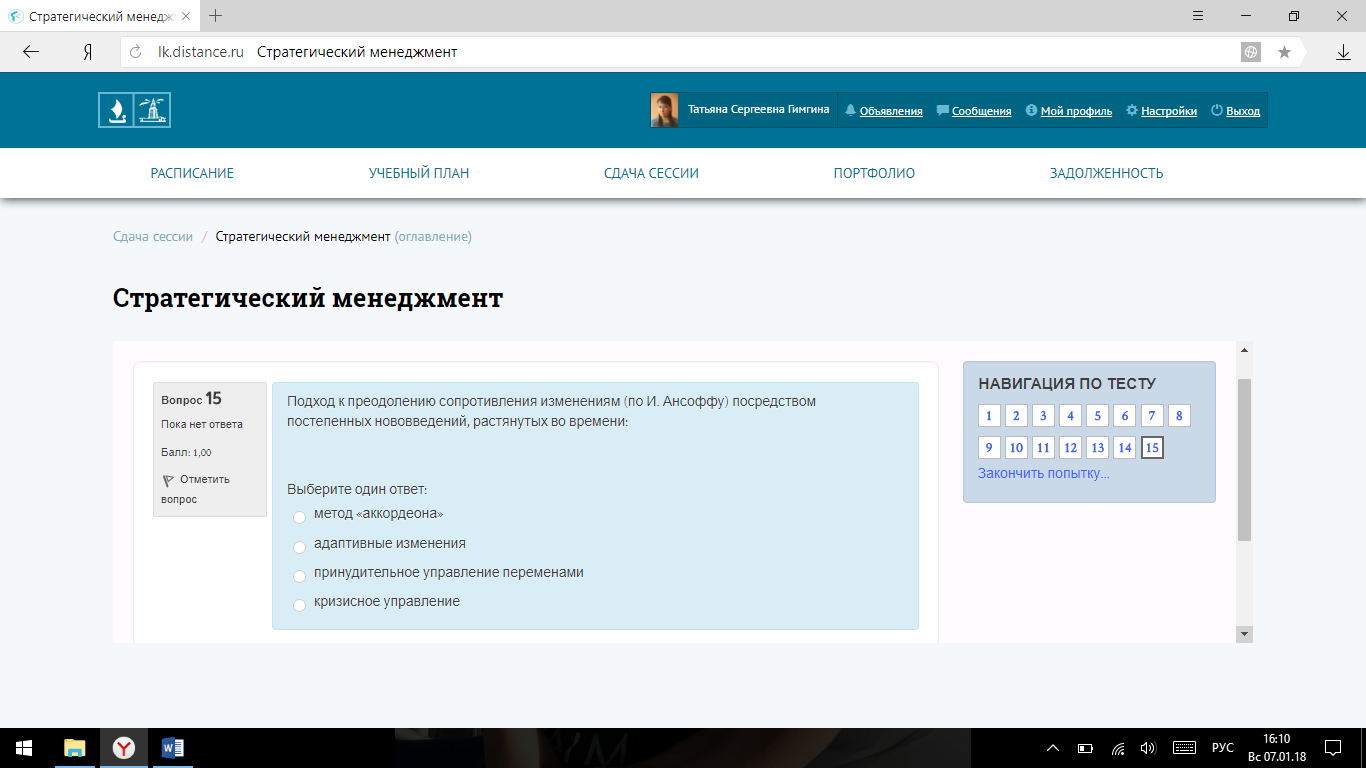 Стратегический менедж
lk.distance.ru Стратегический менеджмент
Татьяна Сергеевна Гимгина Объявления Сообщения Мой профиль Настройки Выход
РАСПИСАНИЕ УЧЕБНЫЙ ПЛАН СДАЧА СЕССИИ ПОРТФОЛИО ЗАДОЛЖЕННОСТЬ
Сдача сессии / Стратегический менеджмент (оглавление)
Стратегический менеджмент
Вопрос 15
Пока нет ответа
Балл: 1,00
Отметить
вопрос
Подход к преодолению сопротивления изменениям (по И. Ансоффу) посредством
постепенных нововведений, растянутых во времени:
Выберите один ответ:
метод «аккордеона»
адаптивные изменения
принудительное управление переменами
кризисное управление
НАВИГАЦИЯ ПО ТЕСТУ
1 2 3 4 5 6 7 8
9 10 11 12 13 14 15
Закончить попытку...
РУС
16:10
Вс 07.01.18